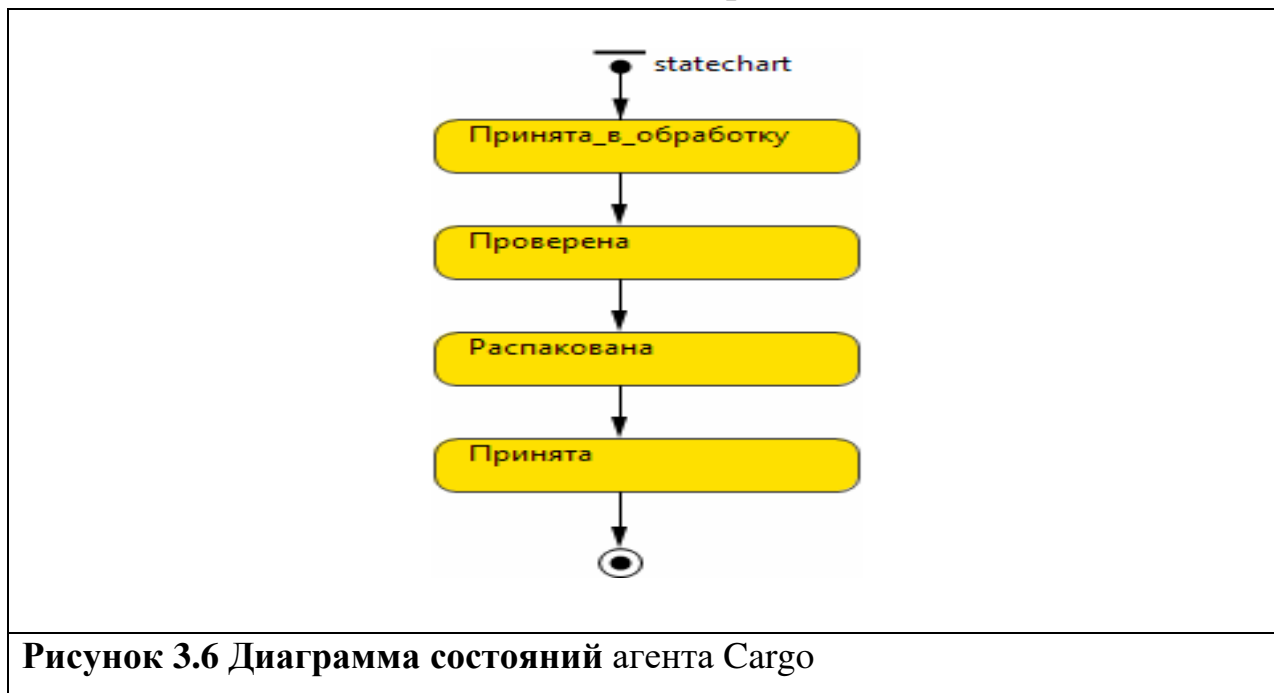 statechart
Принята_в_обработку
Проверена
Распакована
Принята
Рисунок 3.6 Диаграмма состояний агента Cargo